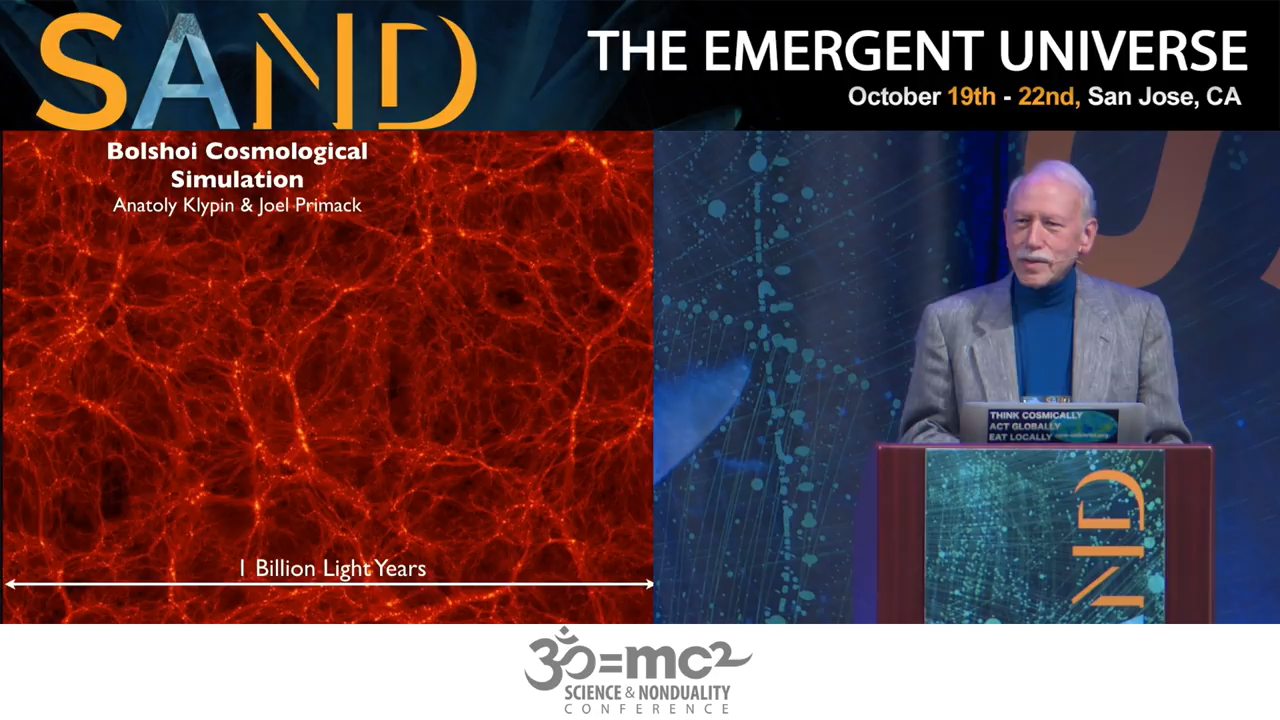 SAND
THE EMERGENT UNIVERSE
October 19th - 22nd, San Jose, CA
Bolshoi Cosmological
Simulation
Anatoly Klypin & Joel Primack
1 Billion Light Years
SAND
THINK COSMICALLY
ACT GLOBALLY
EAT LOCALLY
ND
ॐ=mc²
SCIENCE & NONDUALITY
CONFERENCE